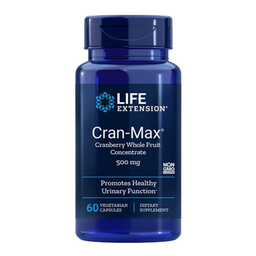 LIFE
EXTENSION®
Cran-Max®
Cranberry Whole Fruit
Concentrate
500 mg
NON
GMO
Promotes Healthy
Urinary Function*
60 VEGETARIAN CAPSULES
DIETARY SUPPLEMENT